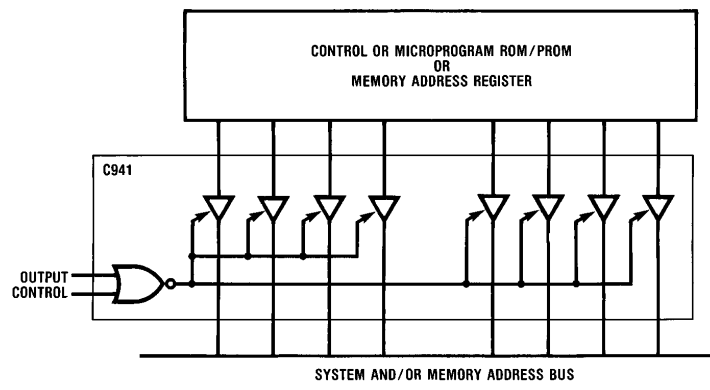 CONTROL OR MICROPROGRAM ROM/PROM
OR
MEMORY ADDRESS REGISTER
C941
OUTPUT
CONTROL
SYSTEM AND/OR MEMORY ADDRESS BUS